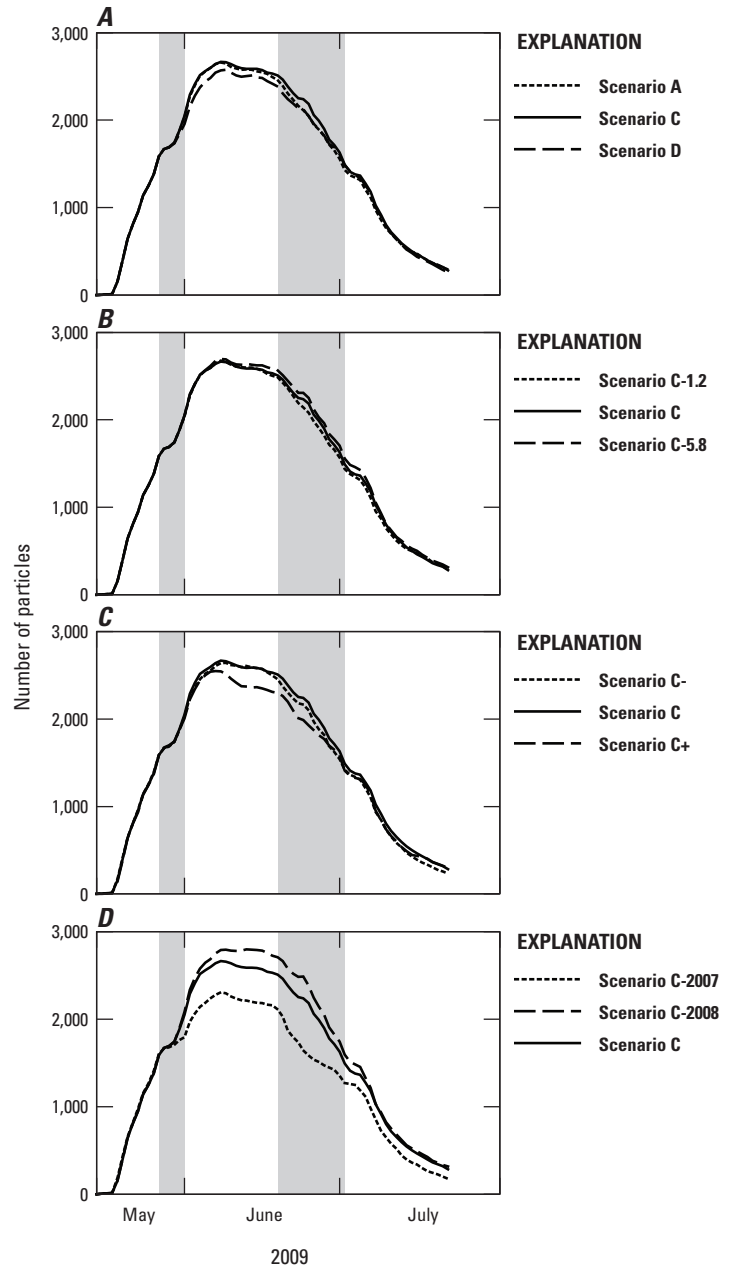 A
3,000
2,000
1,000
0
EXPLANATION
Scenario A
Scenario C
Scenario D
B
3,000
2,000
1,000
0
EXPLANATION
Scenario C-1.2
Scenario C
Scenario C-5.8
Number of particles
C
3,000
2,000
1,000
0
EXPLANATION
Scenario C-
Scenario C
Scenario C+
D
3,000
2,000
1,000
0
EXPLANATION
Scenario C-2007
Scenario C-2008
Scenario C
May June July
2009